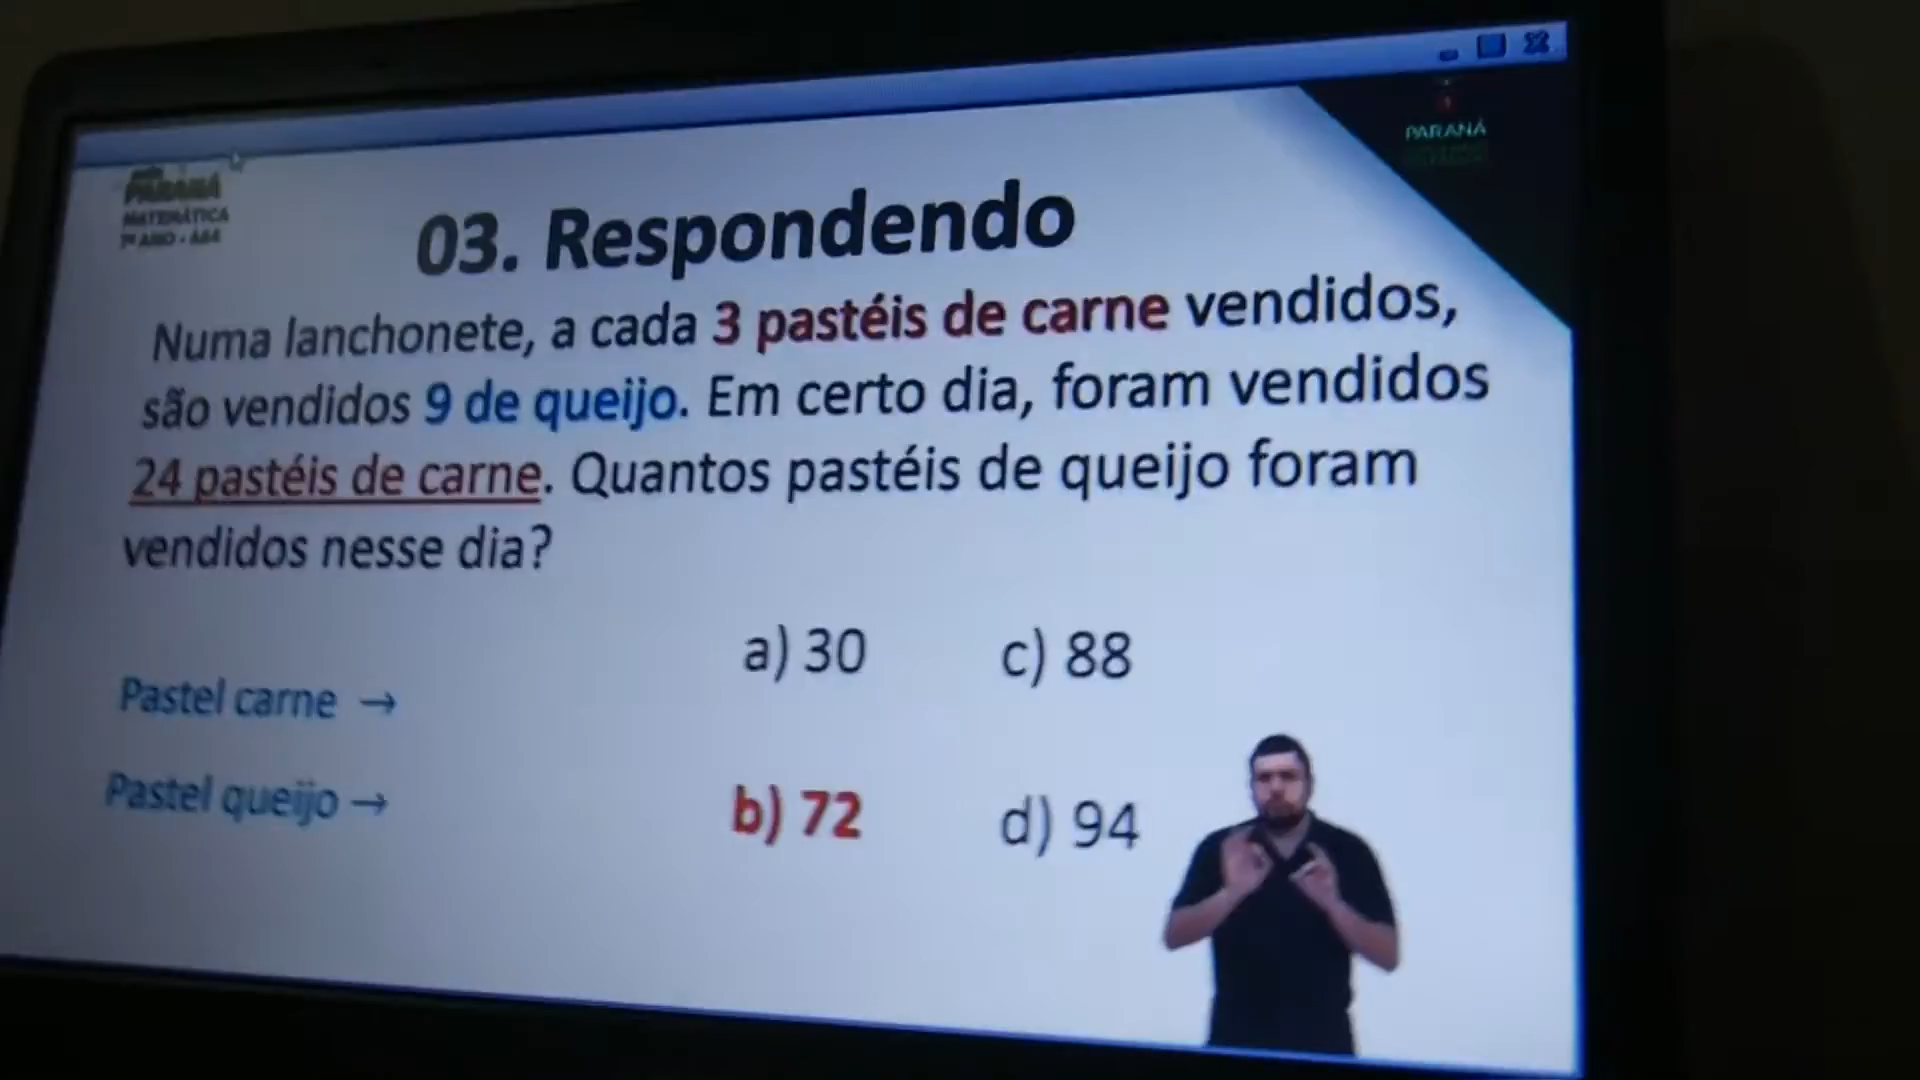 PARANÁ
PARANÁ
MATEMÁTICA
03. Respondendo
Numa lanchonete, a cada 3 pastéis de carne vendidos,
são vendidos 9 de queijo. Em certo dia, foram vendidos
24 pastéis de carne. Quantos pastéis de queijo foram
vendidos nesse dia?
a) 30
c) 88
Pastel carne →
Pastel queijo →
b) 72
d) 94